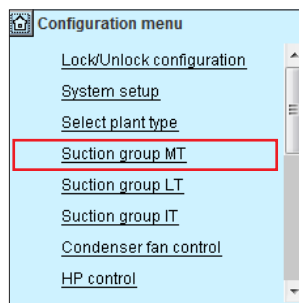 Configuration menu
Lock/Unlock configuration
System setup
Select plant type
Suction group MT
Suction group LT
Suction group IT
Condenser fan control
HP control